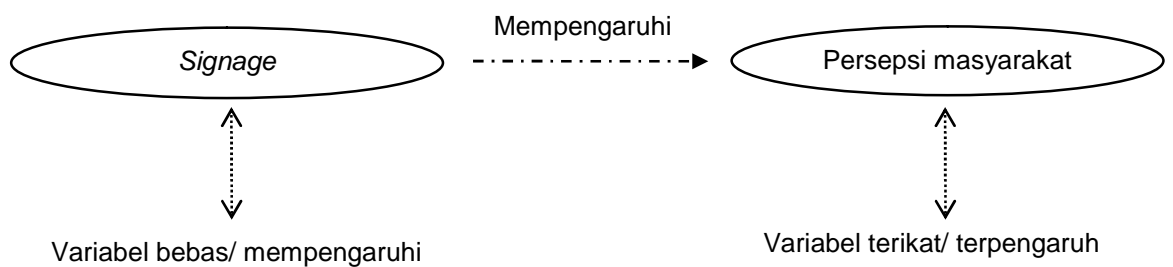 Mempengaruhi
Signage
Persepsi masyarakat
Variabel bebas/ mempengaruhi
Variabel terikat/ terpengaruh